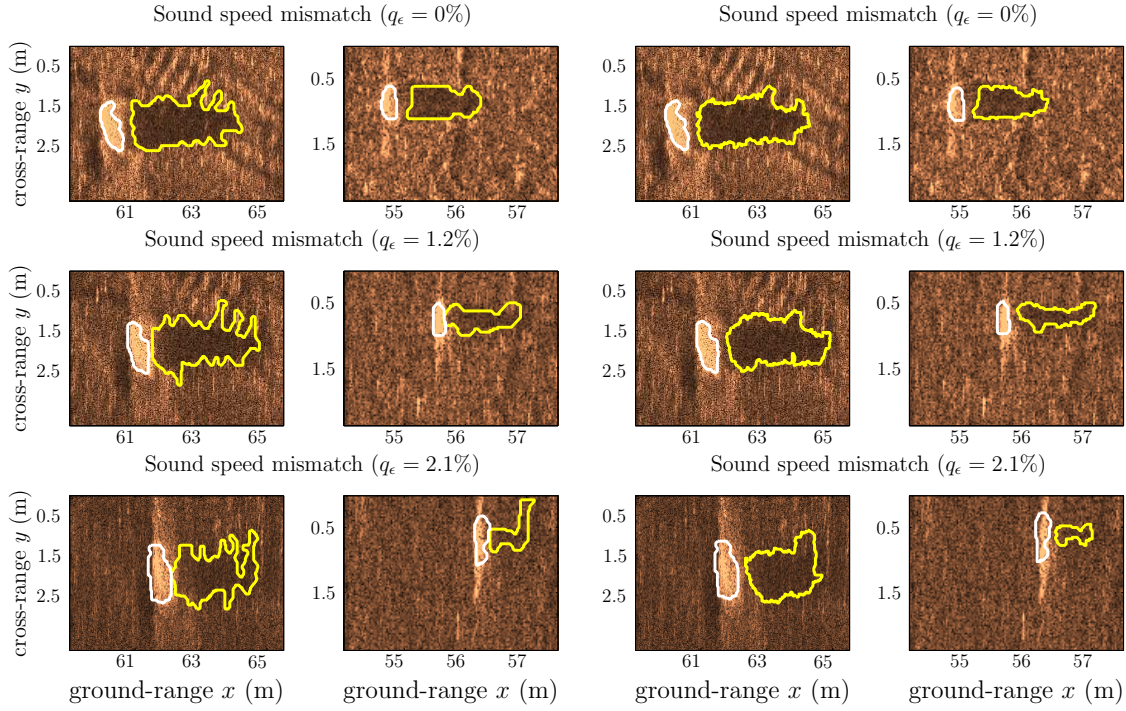 Sound speed mismatch (qϵ = 0%) Sound speed mismatch (qϵ = 0%)
cross-range y (m)
0.5 0.5 0.5 0.5
1.5 1.5 1.5 1.5
2.5 2.5
61 63 65 55 56 57 61 63 65 55 56 57
Sound speed mismatch (qϵ = 1.2%) Sound speed mismatch (qϵ = 1.2%)
cross-range y (m)
0.5 0.5 0.5 0.5
1.5 1.5 1.5 1.5
2.5 2.5
61 63 65 55 56 57 61 63 65 55 56 57
Sound speed mismatch (qϵ = 2.1%) Sound speed mismatch (qϵ = 2.1%)
cross-range y (m)
0.5 0.5 0.5 0.5
1.5 1.5 1.5 1.5
2.5 2.5
61 63 65 55 56 57 61 63 65 55 56 57
ground-range x (m) ground-range x (m) ground-range x (m) ground-range x (m)